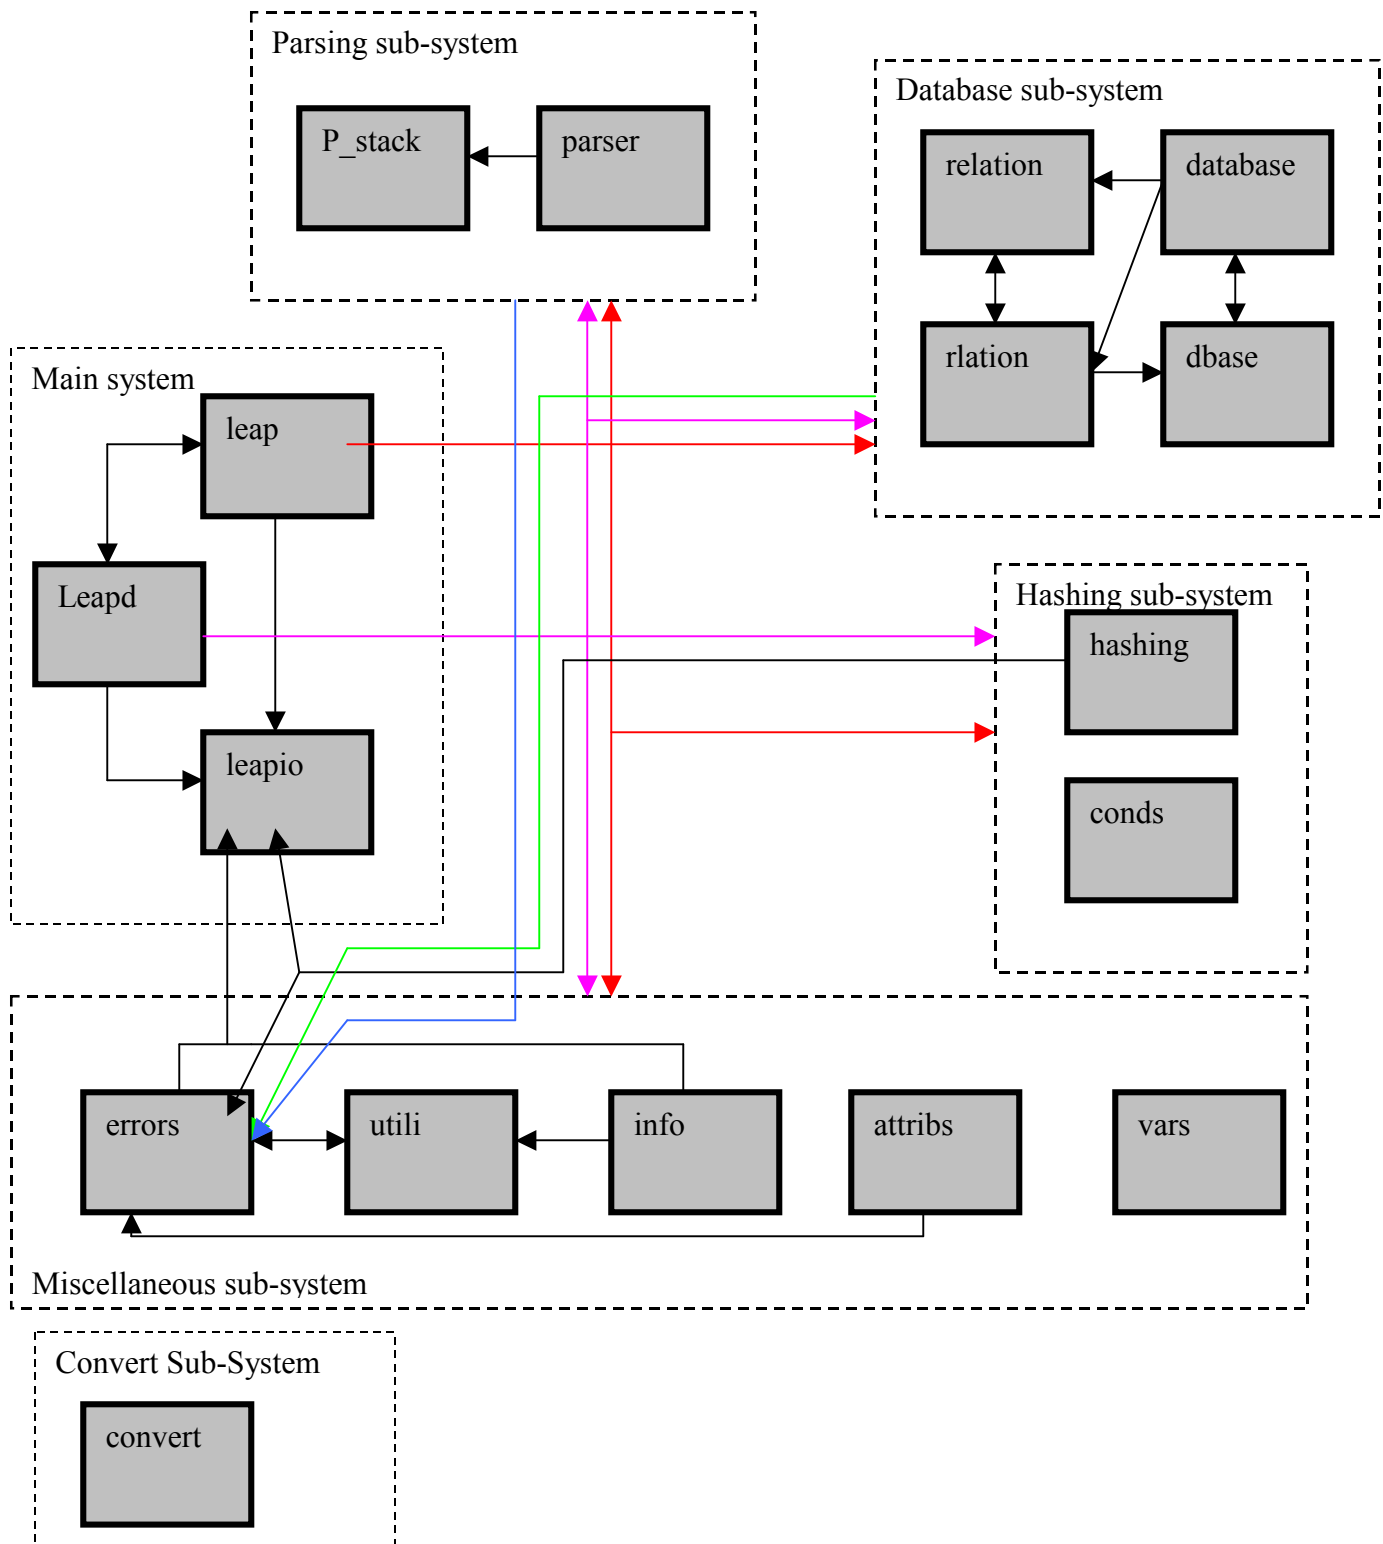 Parsing sub-system
P_stack
parser
Database sub-system
relation
database
rlation
dbase
Main system
leap
Leapd
leapio
Hashing sub-system
hashing
conds
errors
utili
info
attribs
vars
Miscellaneous sub-system
Convert Sub-System
convert